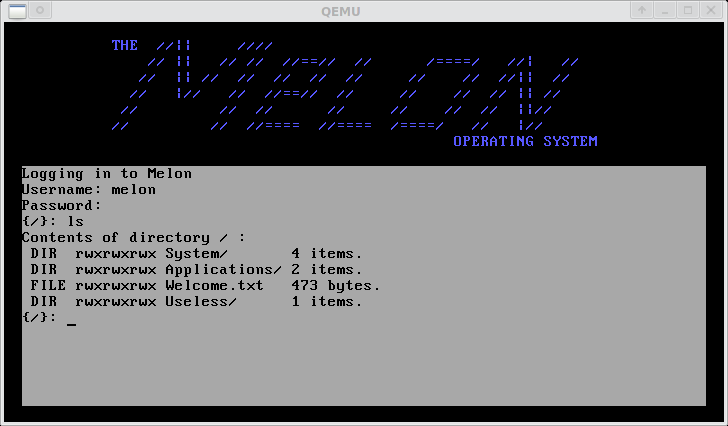 QEMU
THE
MELON
OPERATING SYSTEM
Logging in to Melon
Username: melon
Password:
{/}: ls
Contents of directory / :
DIR  rwxrwxrwx System/       4 items.
DIR  rwxrwxrwx Applications/ 2 items.
FILE rwxrwxrwx Welcome.txt   473 bytes.
DIR  rwxrwxrwx Useless/      1 items.
{/}: _